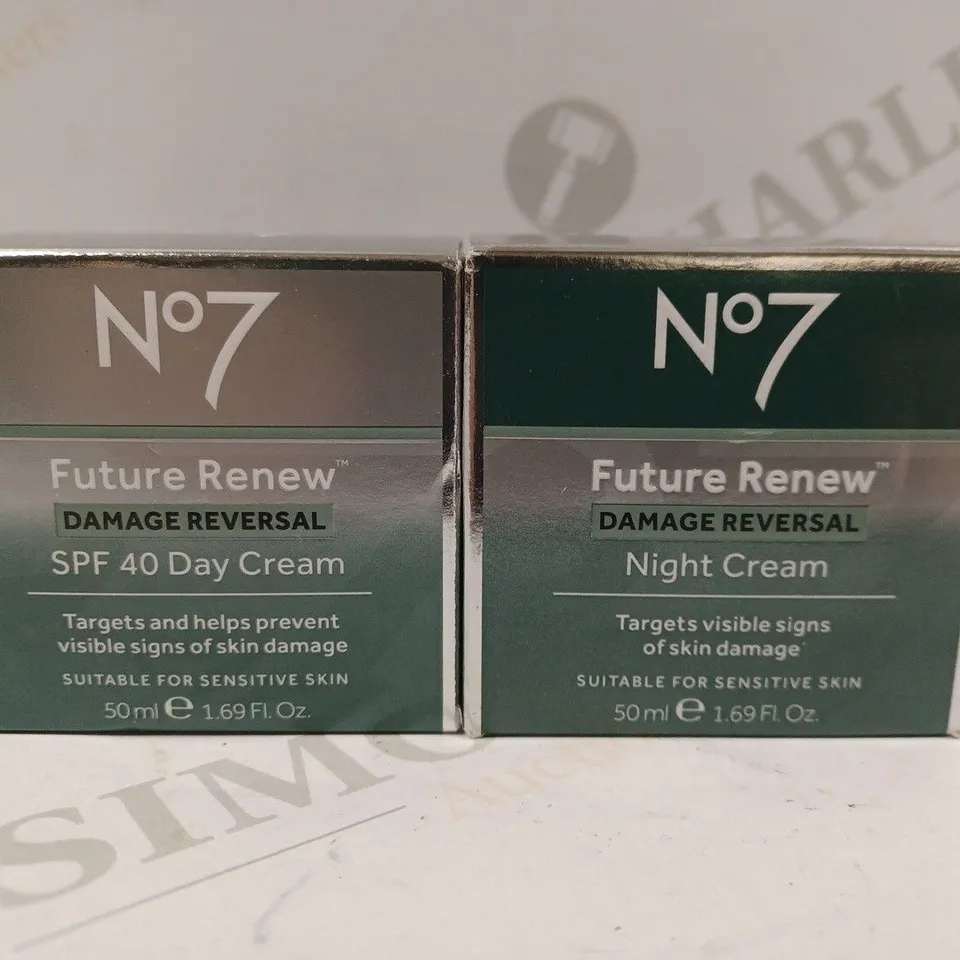 No7
Future Renew™
DAMAGE REVERSAL
SPF 40 Day Cream
Targets and helps prevent
visible signs of skin damage
SUITABLE FOR SENSITIVE SKIN
50 ml e 1.69 Fl. Oz.
No7
Future Renew™
DAMAGE REVERSAL
Night Cream
Targets visible signs
of skin damage
SUITABLE FOR SENSITIVE SKIN
50 ml e 1.69 Fl. Oz.